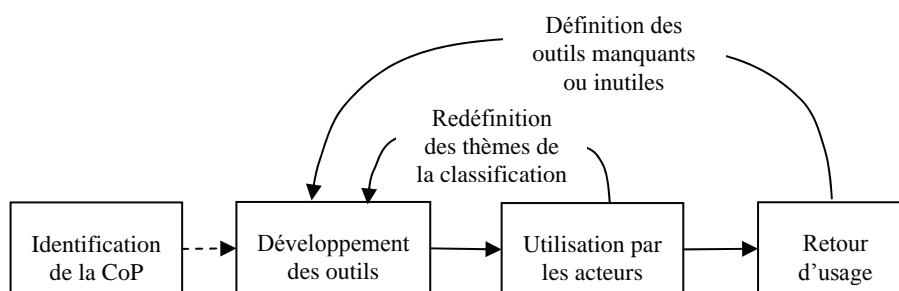 Définition des
outils manquants
ou inutiles
Redéfinition
des thèmes de
la classification
Identification
de la CoP
Développement
des outils
Utilisation par
les acteurs
Retour
d’usage